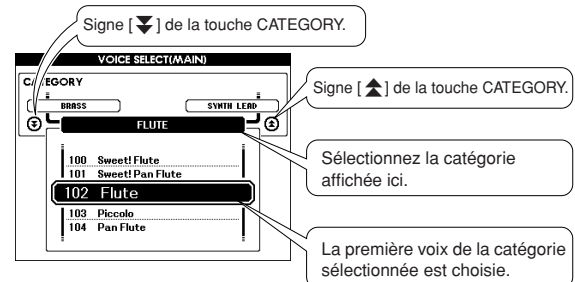 Signe [ ] de la touche CATEGORY.
VOICE SELECT(MAIN)
CATEGORY
BRASS
SYNTH LEAD
FLUTE
100 Sweet! Flute
101 Sweet! Pan Flute
102 Flute
103 Piccolo
104 Pan Flute
Signe [ ] de la touche CATEGORY.
Sélectionnez la catégorie
affichée ici.
La première voix de la catégorie
sélectionnée est choisie.